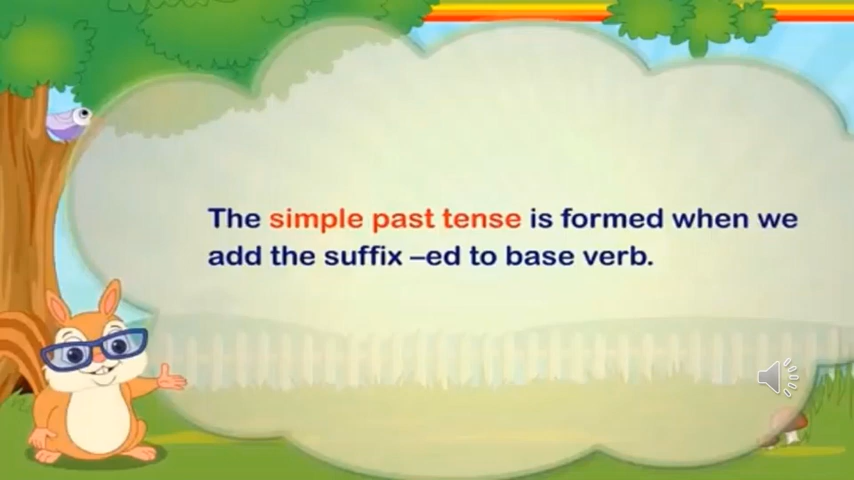 The simple past tense is formed when we
add the suffix –ed to base verb.